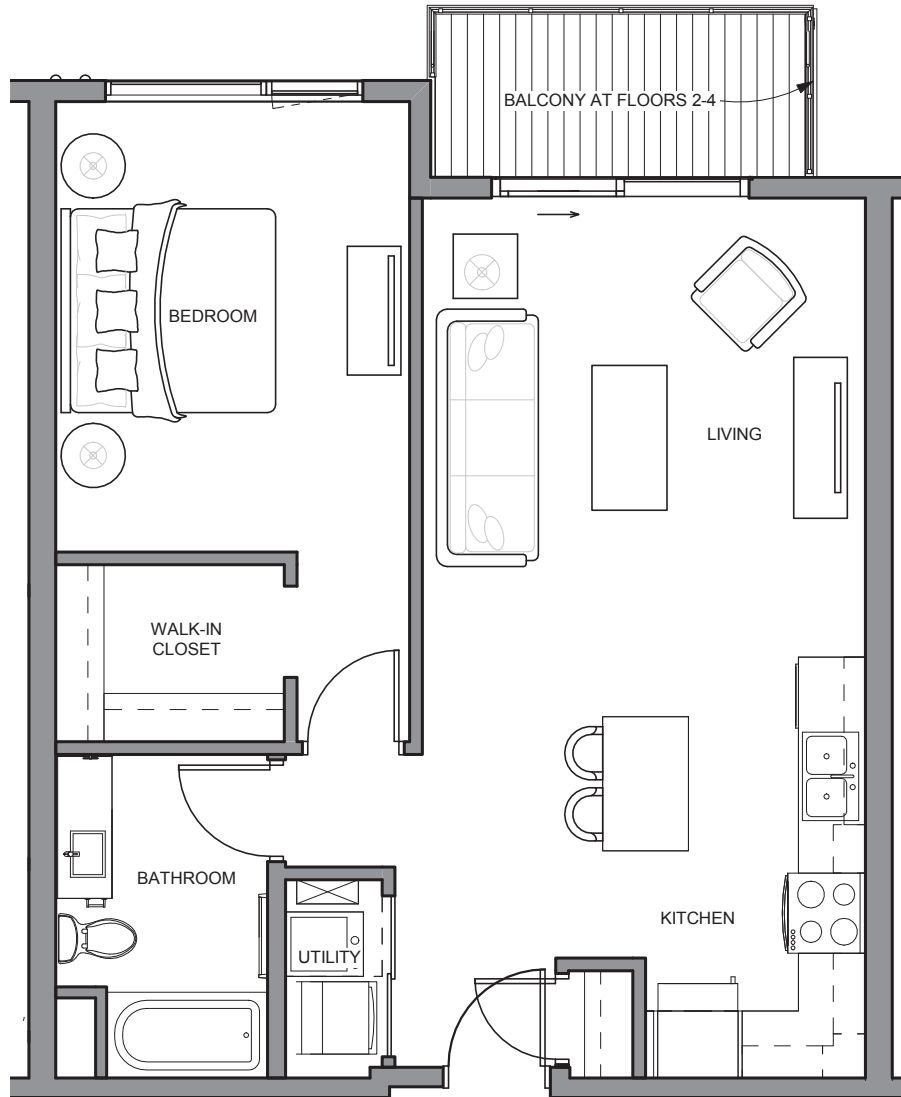 BALCONY AT FLOORS 2-4
BEDROOM
LIVING
WALK-IN
CLOSET
BATHROOM
KITCHEN
UTILITY